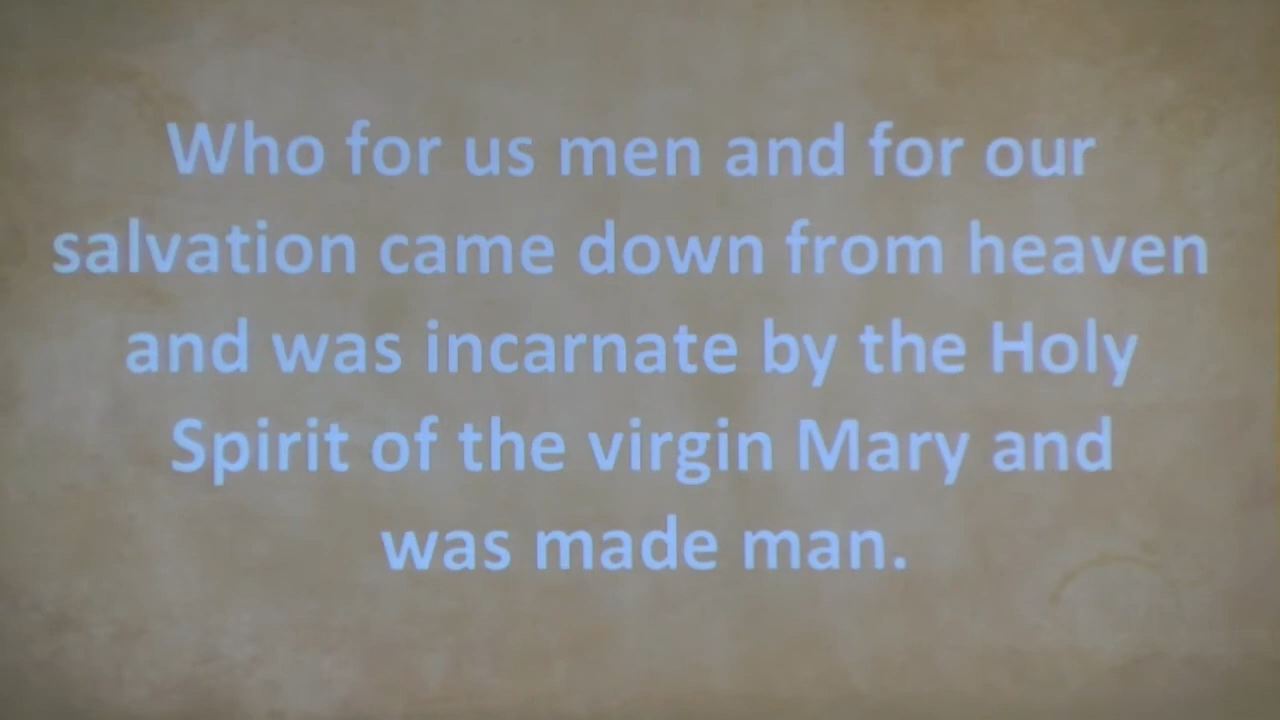 Who for us men and for our
salvation came down from heaven
and was incarnate by the Holy
Spirit of the virgin Mary and
was made man.